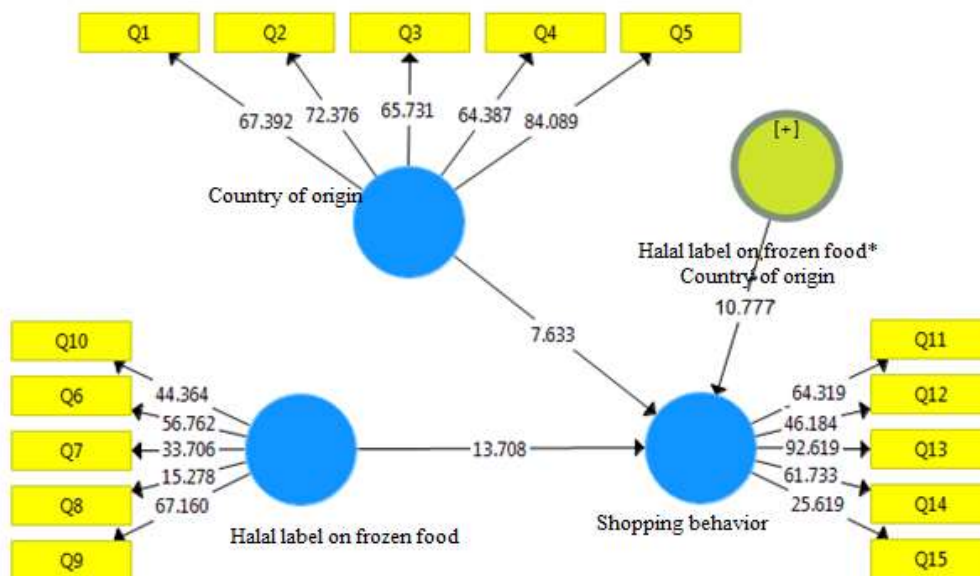 Q1
Q2
Q3
Q4
Q5
67.392
72.376
65.731
64.387
84.089
[+]
Country of origin
Halal label on frozen food*
Country of origin
10.777
7.633
Q10
Q6
Q7
Q8
Q9
44.364
56.762
33.706
15.278
67.160
Halal label on frozen food
13.708
Shopping behavior
64.319
46.184
92.619
61.733
25.619
Q11
Q12
Q13
Q14
Q15